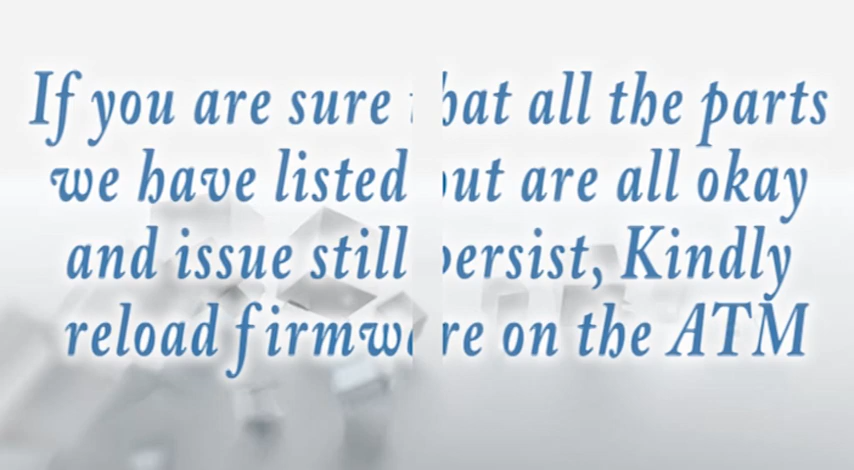 If you are sure that all the parts
we have listed out are all okay
and issue still persist, Kindly
reload firmware on the ATM